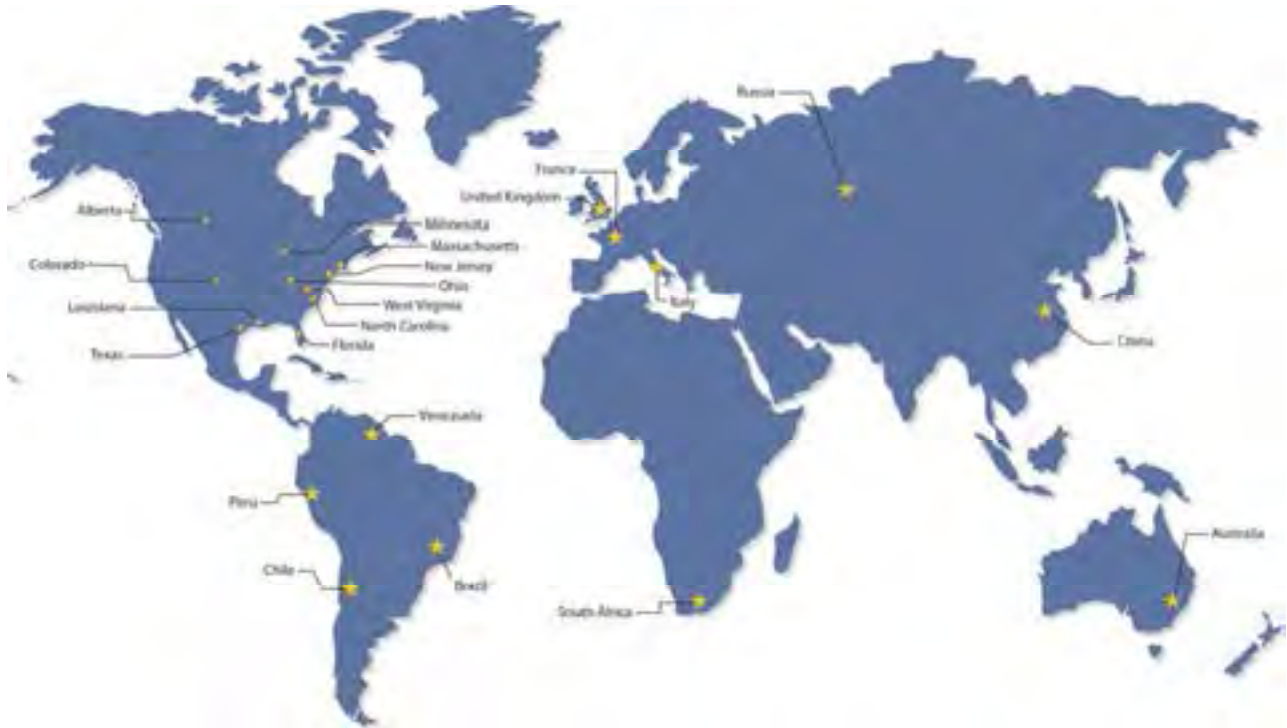 Russia
France
United Kingdom
Alberta
Minnesota
Massachusetts
Colorado
New Jersey
Ohio
Louisiana
West Virginia
Italy
North Carolina
Texas
Florida
China
Venezuela
Peru
Australia
Chile
Brazil
South Africa